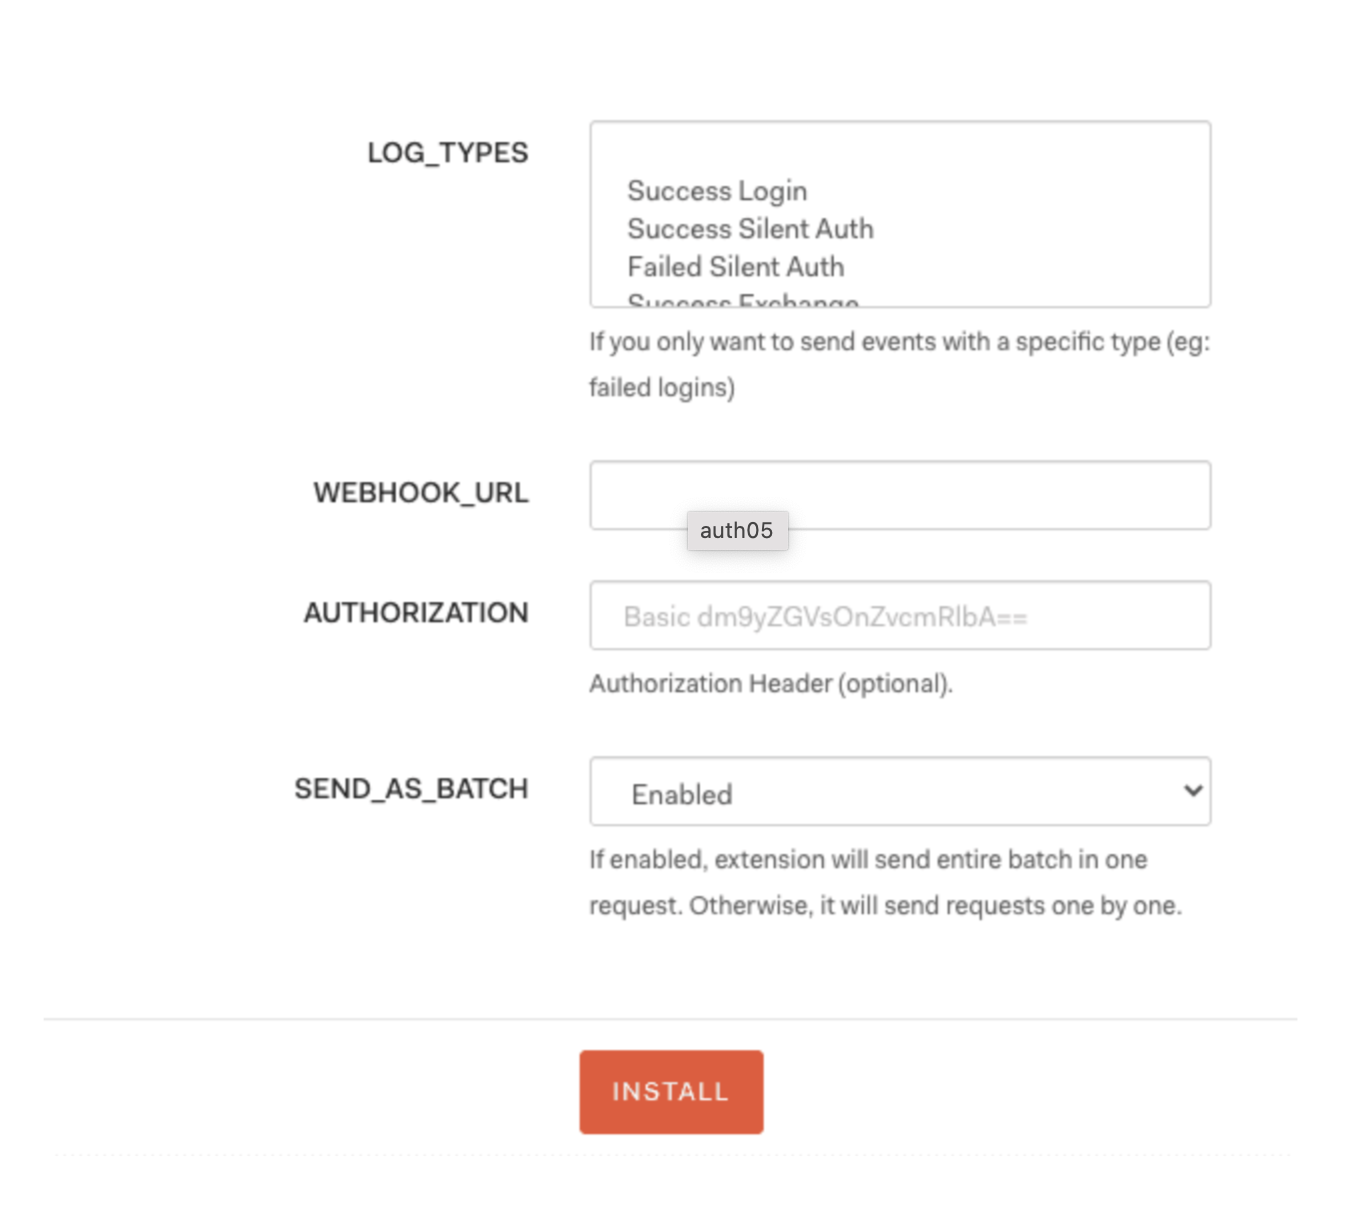 LOG_TYPES
Success Login
Success Silent Auth
Failed Silent Auth
Success Exchange
If you only want to send events with a specific type (eg:
failed logins)
WEBHOOK_URL
auth05
AUTHORIZATION
Basic dm9yZGVsOnZvcmRlbA==
Authorization Header (optional).
SEND_AS_BATCH
Enabled
If enabled, extension will send entire batch in one
request. Otherwise, it will send requests one by one.
INSTALL